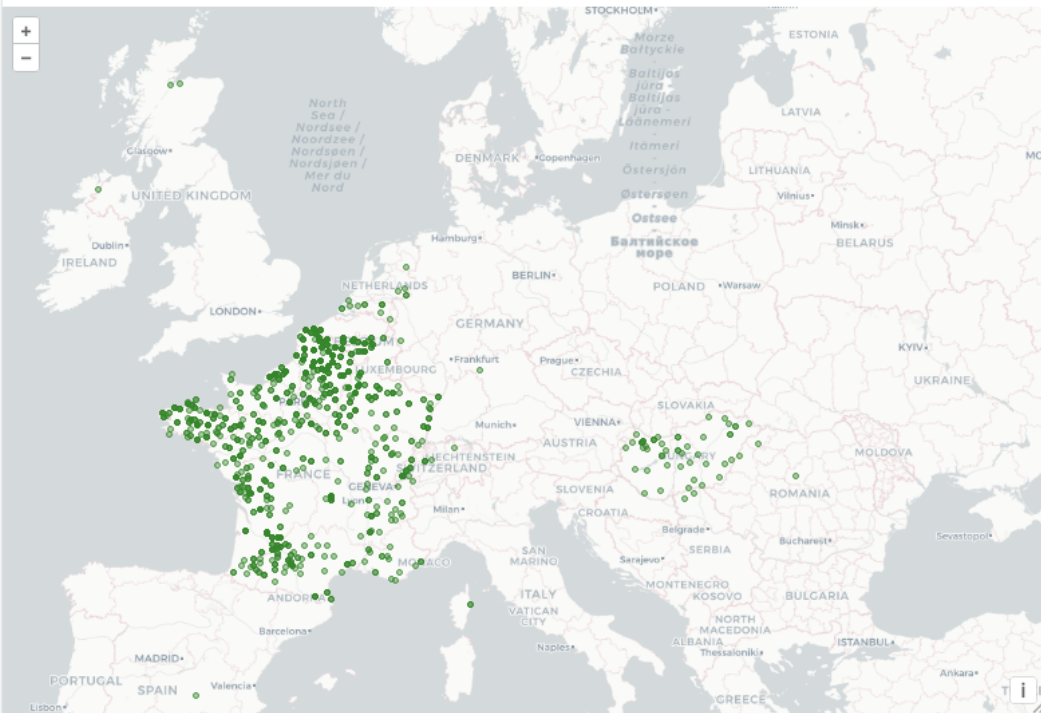 +
−
STOCKHOLM
ESTONIA
Morze
Bałtyckie
-
Baltijos
jūra -
Baltijas
jūra -
Läänemeri
-
Itämeri
-
Östersjön
-
Østersøen
-
Ostsee
-
Балтийское
море
North
Sea /
Nordsee /
Noordzee /
Nordsøen /
Nordsjøen /
Mer du
Nord
LATVIA
Glasgow
DENMARK
Copenhagen
LITHUANIA
UNITED KINGDOM
Vilnius
Minsk
Dublin
Hamburg
BELARUS
IRELAND
BERLIN
NETHERLANDS
POLAND
Warsaw
LONDON
GERMANY
KYIV
Frankfurt
Prague
LUXEMBOURG
CZECHIA
UKRAINE
SLOVAKIA
Munich
VIENNA
AUSTRIA
MOLDOVA
LIECHTENSTEIN
SWITZERLAND
HUNGARY
FRANCE
GENEVA
SLOVENIA
ROMANIA
Lyon
Milan
CROATIA
Belgrade
Sevastopol
Bucharest
SAN
MARINO
SERBIA
MONACO
Sarajevo
MONTENEGRO
KOSOVO
ITALY
BULGARIA
ANDORRA
VATICAN
CITY
NORTH
MACEDONIA
Barcelona
ALBANIA
ISTANBUL
Naples
Thessaloniki
MADRID
Ankara
PORTUGAL
SPAIN
Valencia
GREECE
Lisbon
i